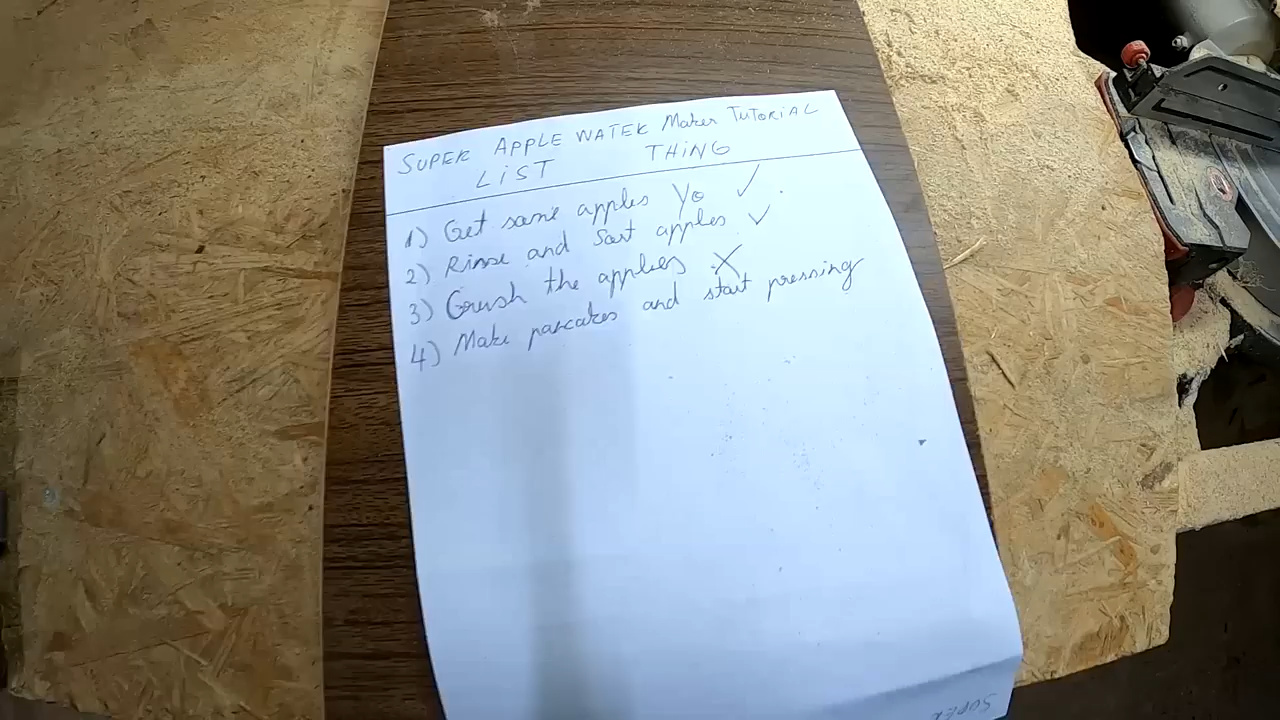 SUPER APPLE WATER Maker TUTORIAL
LIST THING
1) Get some apples Yo ✓
2) Rinse and Sort apples ✓
3) Crush the apples X
4) Make pancakes and start pressing
SUPER